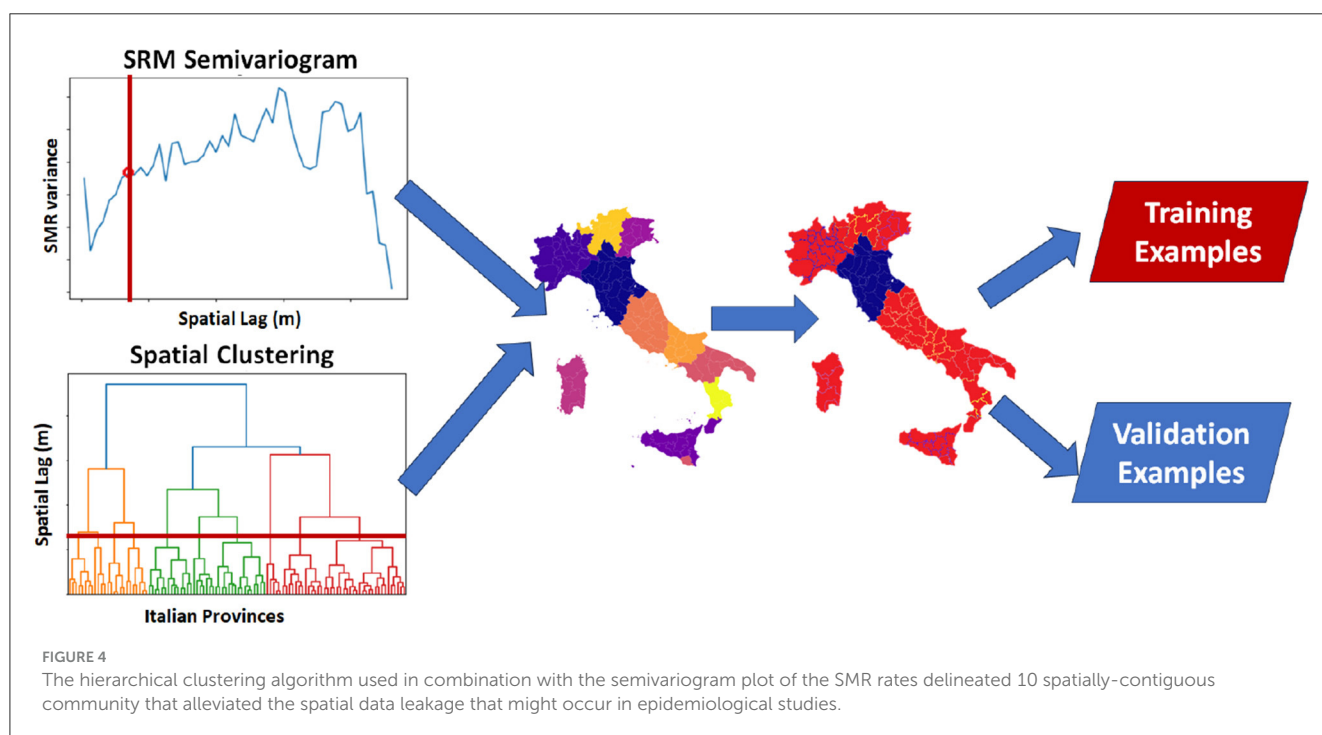 SRM Semivariogram
SMR variance
Spatial Lag (m)
Spatial Clustering
Spatial Lag (m)
Italian Provinces
Training
Examples
Validation
Examples
FIGURE 4
The hierarchical clustering algorithm used in combination with the semivariogram plot of the SMR rates delineated 10 spatially-contiguous
community that alleviated the spatial data leakage that might occur in epidemiological studies.